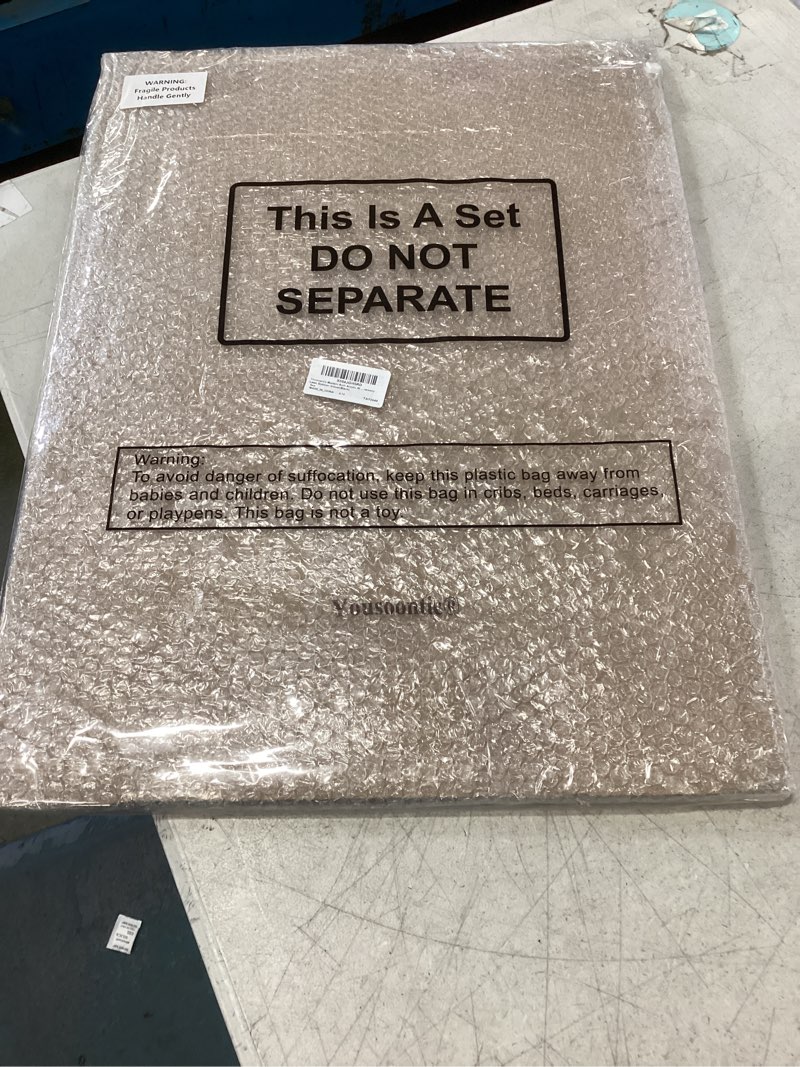 WARNING:
Fragile Products
Handle Gently
This Is A Set
DO NOT
SEPARATE
Warning:
To avoid danger of suffocation, keep this plastic bag away from
babies and children. Do not use this bag in cribs, beds, carriages,
or playpens. This bag is not a toy.
Yousoontic®